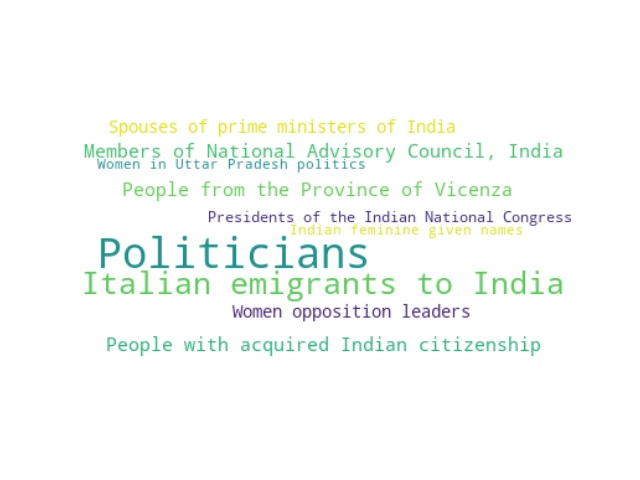 Spouses of prime ministers of India
Members of National Advisory Council, India
Women in Uttar Pradesh politics
People from the Province of Vicenza
Presidents of the Indian National Congress
Indian feminine given names
Politicians
Italian emigrants to India
Women opposition leaders
People with acquired Indian citizenship